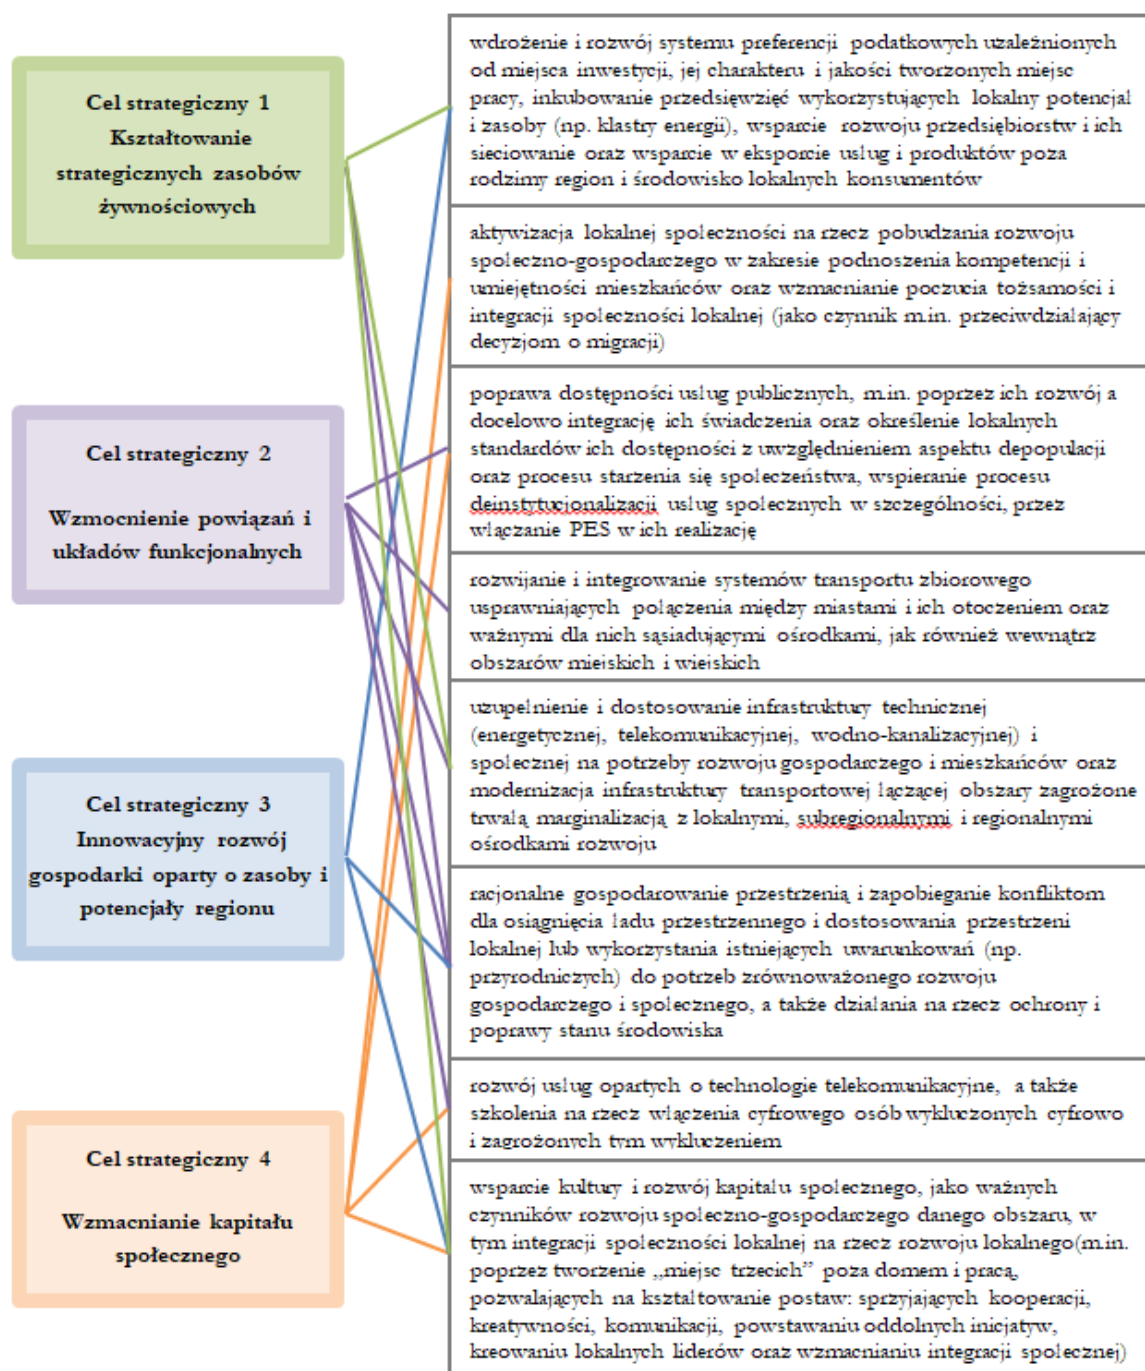 Cel strategiczny 1
Kształtowanie
strategicznych zasobów
żywnościowych
Cel strategiczny 2
Wzmocnienie powiązań i
układów funkcjonalnych
Cel strategiczny 3
Innowacyjny rozwój
gospodarki oparty o zasoby i
potencjały regionu
Cel strategiczny 4
Wzmacnianie kapitału
społecznego
wdrożenie i rozwój systemu preferencji podatkowych uzależnionych
od miejsca inwestycji, jej charakteru i jakości tworzonych miejsc
pracy, inkubowanie przedsięwzięć wykorzystujących lokalny potencjał
i zasoby (np. klastry energii), wsparcie rozwoju przedsiębiorstw i ich
sieciowanie oraz wsparcie w eksporcie usług i produktów poza
rodzimy region i środowisko lokalnych konsumentów
aktywizacja lokalnej społeczności na rzecz pobudzania rozwoju
społeczno-gospodarczego w zakresie podnoszenia kompetencji i
umiejętności mieszkańców oraz wzmacnianie poczucia tożsamości i
integracji społeczności lokalnej (jako czynnik m.in. przeciwdziałający
decyzjom o migracji)
poprawa dostępności usług publicznych, m.in. poprzez ich rozwój a
docelowo integrację ich świadczenia oraz określenie lokalnych
standardów ich dostępności z uwzględnieniem aspektu depopulacji
oraz procesu starzenia się społeczeństwa, wspieranie procesu
deinstytucjonalizacji usług społecznych w szczególności, przez
włączanie PES w ich realizację
rozwijanie i integrowanie systemów transportu zbiorowego
usprawniających połączenia między miastami i ich otoczeniem oraz
ważnymi dla nich sąsiadującymi ośrodkami, jak również wewnątrz
obszarów miejskich i wiejskich
uzupełnienie i dostosowanie infrastruktury technicznej
(energetycznej, telekomunikacyjnej, wodno-kanalizacyjnej) i
społecznej na potrzeby rozwoju gospodarczego i mieszkańców oraz
modernizacja infrastruktury transportowej łączącej obszary zagrożone
trwałą marginalizacją z lokalnymi, subregionalnymi i regionalnymi
ośrodkami rozwoju
racjonalne gospodarowanie przestrzenią i zapobieganie konfliktom
dla osiągnięcia ładu przestrzennego i dostosowania przestrzeni
lokalnej lub wykorzystania istniejących uwarunkowań (np.
przyrodniczych) do potrzeb zrównoważonego rozwoju
gospodarczego i społecznego, a także działania na rzecz ochrony i
poprawy stanu środowiska
rozwój usług opartych o technologie telekomunikacyjne, a także
szkolenia na rzecz włączenia cyfrowego osób wykluczonych cyfrowo
i zagrożonych tym wykluczeniem
wsparcie kultury i rozwój kapitału społecznego, jako ważnych
czynników rozwoju społeczno-gospodarczego danego obszaru, w
tym integracji społeczności lokalnej na rzecz rozwoju lokalnego(m.in.
poprzez tworzenie „miejsc trzecich” poza domem i pracą,
pozwalających na kształtowanie postaw: sprzyjających kooperacji,
kreatywności, komunikacji, powstawaniu oddolnych inicjatyw,
kreowaniu lokalnych liderów oraz wzmacnianiu integracji społecznej)